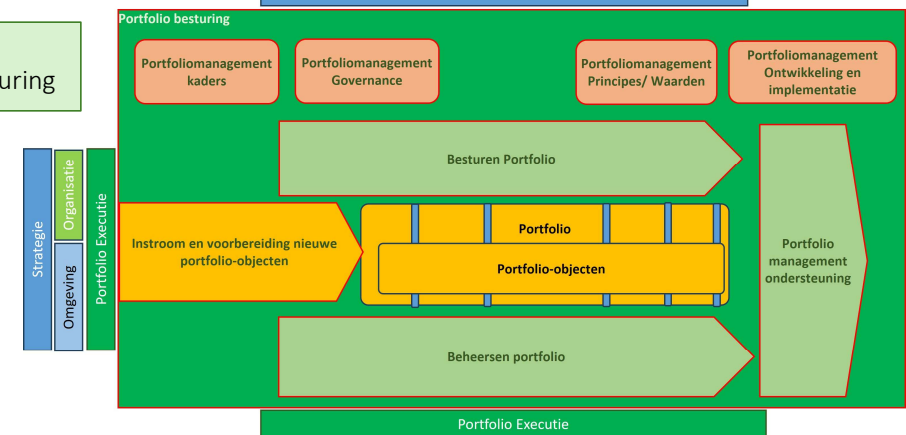 Portfolio besturing
uring
Portfoliomanagement
kaders
Portfoliomanagement
Governance
Portfoliomanagement
Principes/ Waarden
Portfoliomanagement
Ontwikkeling en
implementatie
Besturen Portfolio
Strategie
Organisatie
Omgeving
Portfolio Executie
Instroom en voorbereiding nieuwe
portfolio-objecten
Portfolio
Portfolio-objecten
Portfolio
management
ondersteuning
Beheersen portfolio
Portfolio Executie